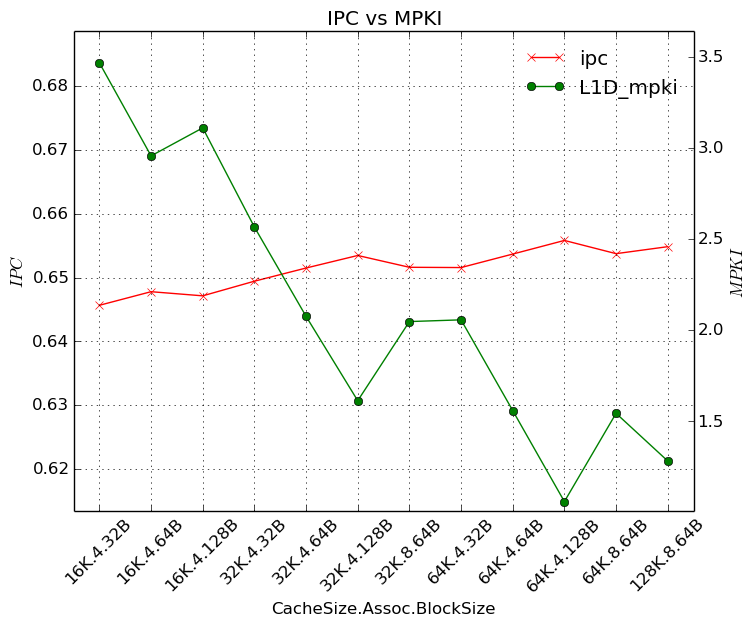 IPC vs MPKI
ipc
L1D_mpki
0.68
0.67
0.66
0.65
0.64
0.63
0.62
IPC
3.5
3.0
2.5
2.0
1.5
MPKI
16K.4.32B
16K.4.64B
16K.4.128B
32K.4.32B
32K.4.64B
32K.4.128B
32K.8.64B
64K.4.32B
64K.4.64B
64K.4.128B
64K.8.64B
128K.8.64B
CacheSize.Assoc.BlockSize